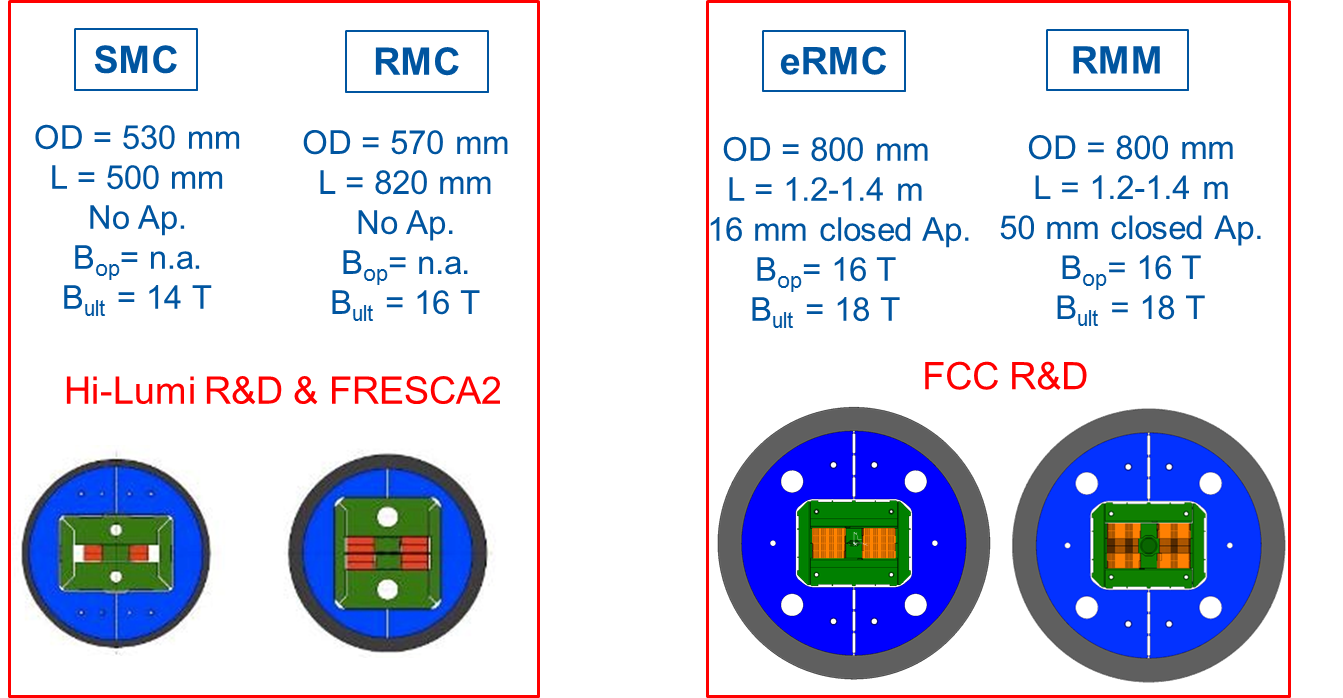 SMC
OD = 530 mm
L = 500 mm
No Ap.
Bop= n.a.
Bult = 14 T
RMC
OD = 570 mm
L = 820 mm
No Ap.
Bop= n.a.
Bult = 16 T
Hi-Lumi R&D & FRESCA2
eRMC
OD = 800 mm
L = 1.2-1.4 m
16 mm closed Ap.
Bop= 16 T
Bult = 18 T
RMM
OD = 800 mm
L = 1.2-1.4 m
50 mm closed Ap.
Bop= 16 T
Bult = 18 T
FCC R&D